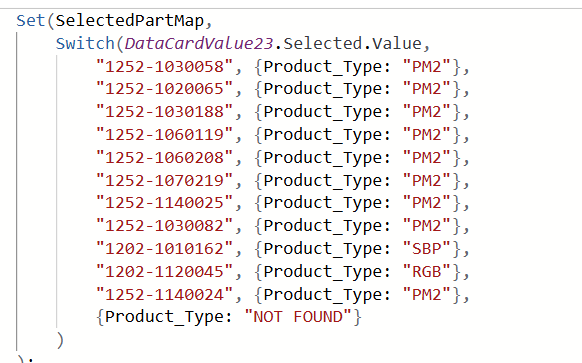 Set(SelectedPartMap,
Switch(DataCardValue23.Selected.Value,
"1252-1030058", {Product_Type: "PM2"},
"1252-1020065", {Product_Type: "PM2"},
"1252-1030188", {Product_Type: "PM2"},
"1252-1060119", {Product_Type: "PM2"},
"1252-1060208", {Product_Type: "PM2"},
"1252-1070219", {Product_Type: "PM2"},
"1252-1140025", {Product_Type: "PM2"},
"1252-1030082", {Product_Type: "PM2"},
"1202-1010162", {Product_Type: "SBP"},
"1202-1120045", {Product_Type: "RGB"},
"1252-1140024", {Product_Type: "PM2"},
{Product_Type: "NOT FOUND"}
)
);